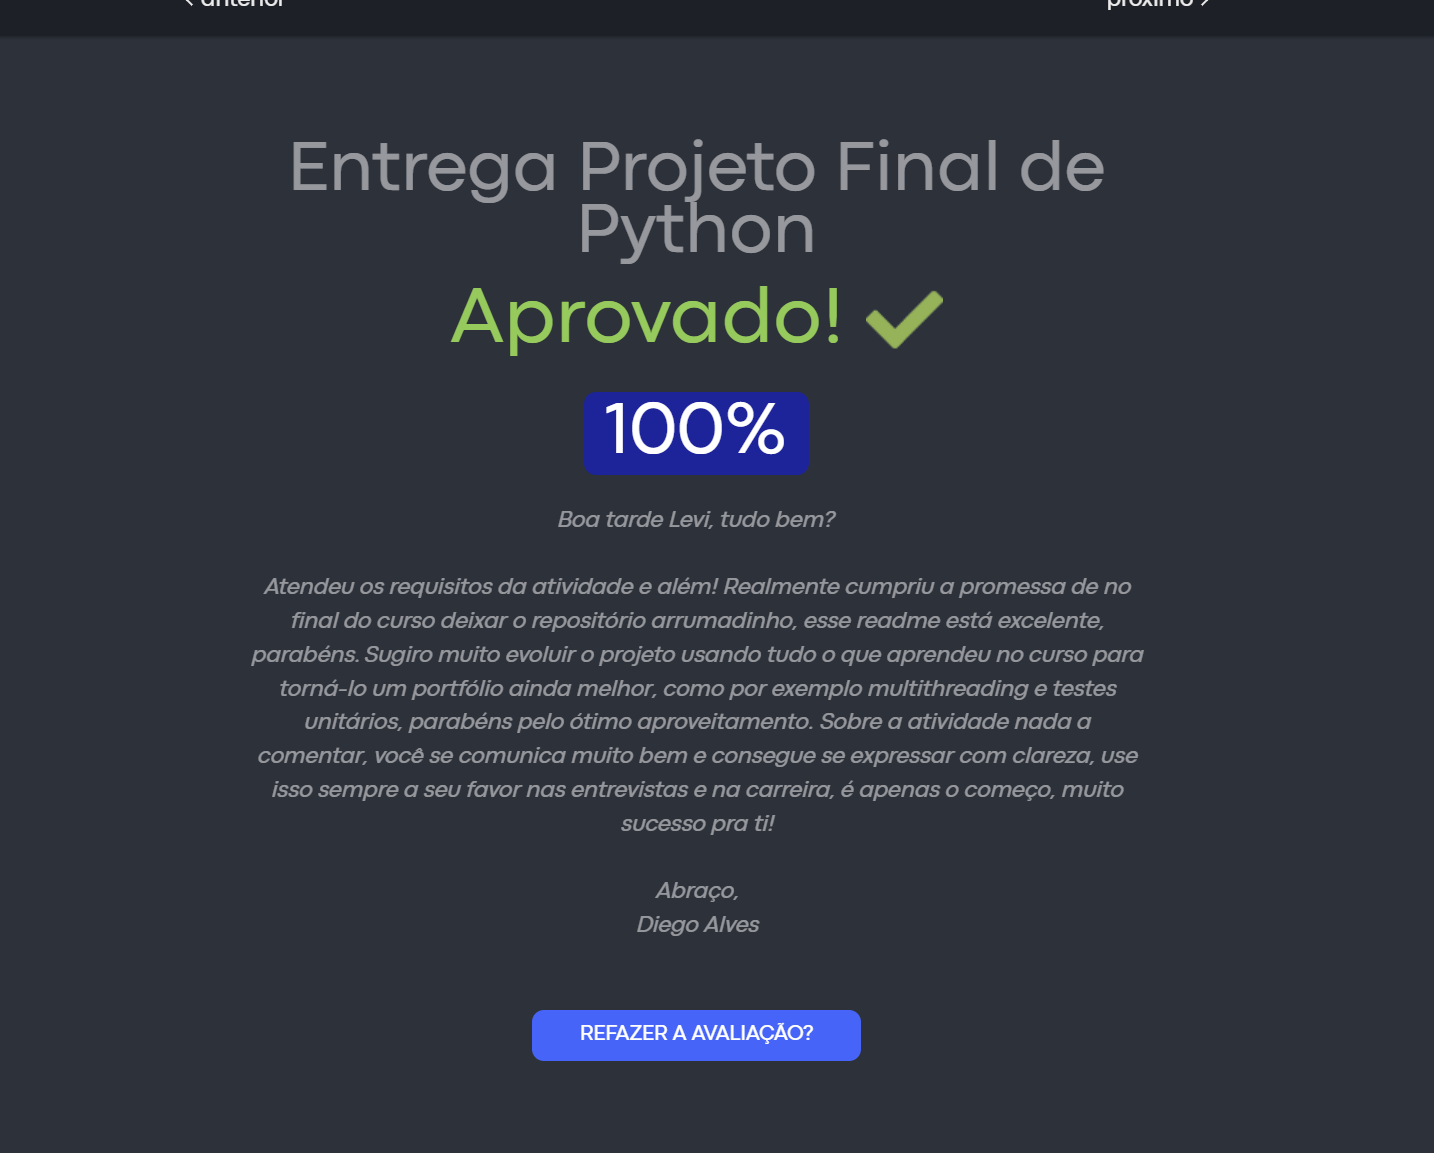 anterior
próximo
Entrega Projeto Final de
Python
Aprovado!
100%
Boa tarde Levi, tudo bem?
Atendeu os requisitos da atividade e além! Realmente cumpriu a promessa de no
final do curso deixar o repositório arrumadinho, esse readme está excelente,
parabéns. Sugiro muito evoluir o projeto usando tudo o que aprendeu no curso para
torná-lo um portfólio ainda melhor, como por exemplo multithreading e testes
unitários, parabéns pelo ótimo aproveitamento. Sobre a atividade nada a
comentar, você se comunica muito bem e consegue se expressar com clareza, use
isso sempre a seu favor nas entrevistas e na carreira, é apenas o começo, muito
sucesso pra ti!
Abraço,
Diego Alves
REFAZER A AVALIAÇÃO?